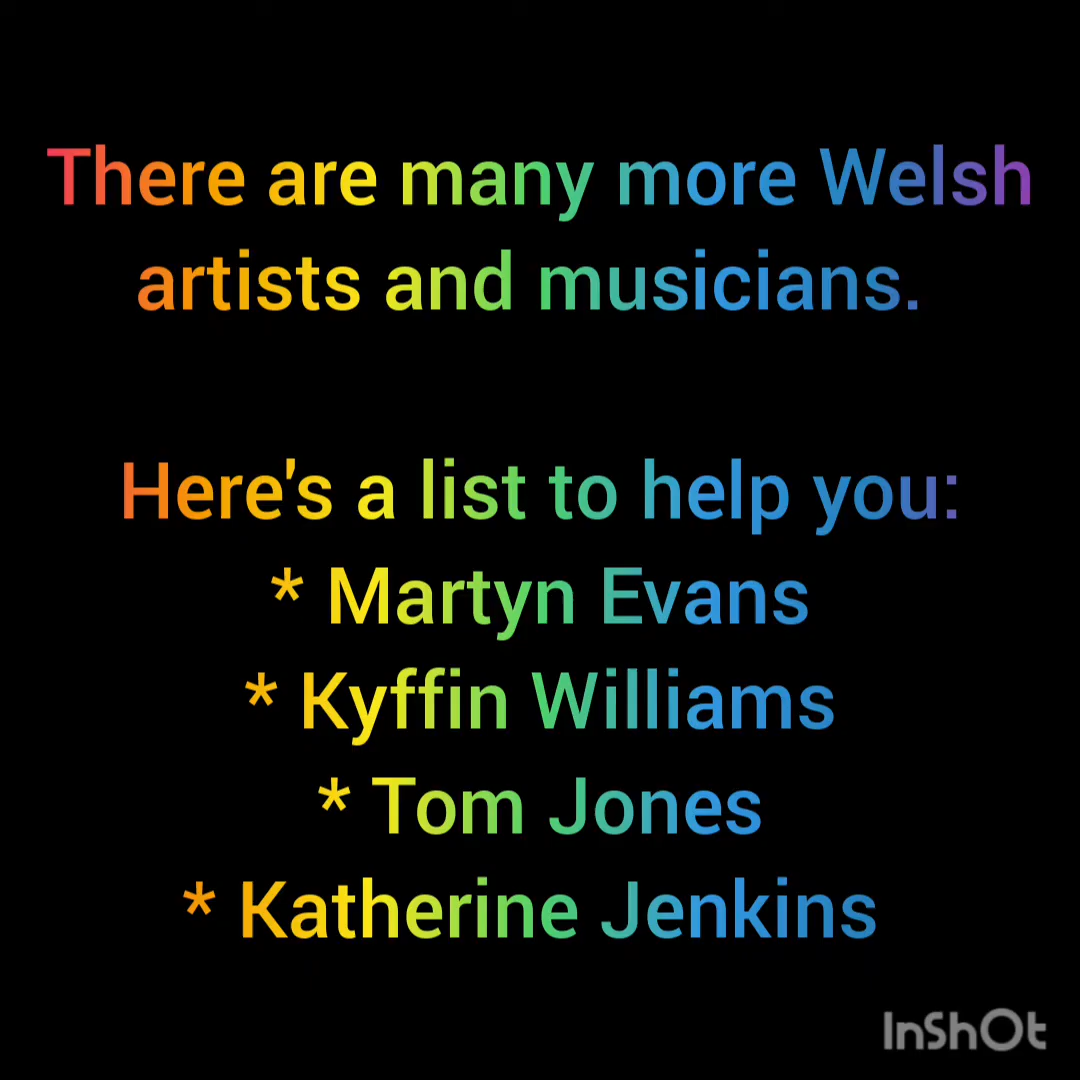 There are many more Welsh
artists and musicians.
Here's a list to help you:
* Martyn Evans
* Kyffin Williams
* Tom Jones
* Katherine Jenkins
InShOt